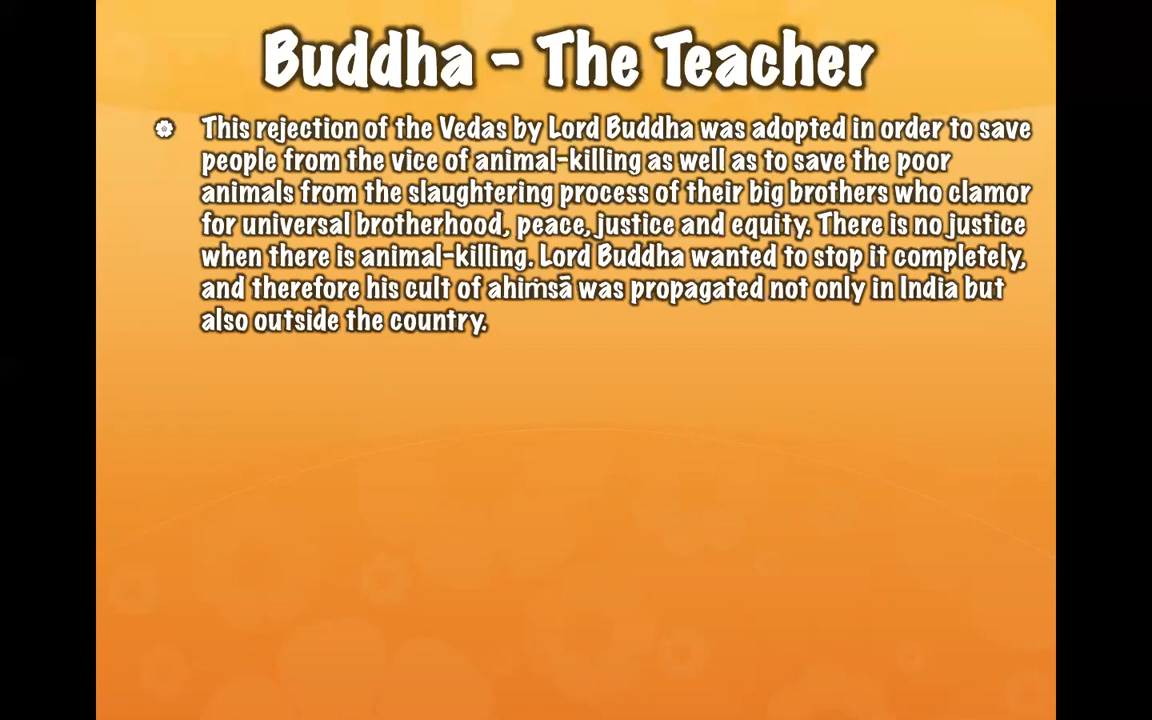 Buddha - The Teacher
This rejection of the Vedas by Lord Buddha was adopted in order to save
people from the vice of animal-killing as well as to save the poor
animals from the slaughtering process of their big brothers who clamor
for universal brotherhood, peace, justice and equity. There is no justice
when there is animal-killing. Lord Buddha wanted to stop it completely,
and therefore his cult of ahiṁsā was propagated not only in India but
also outside the country.